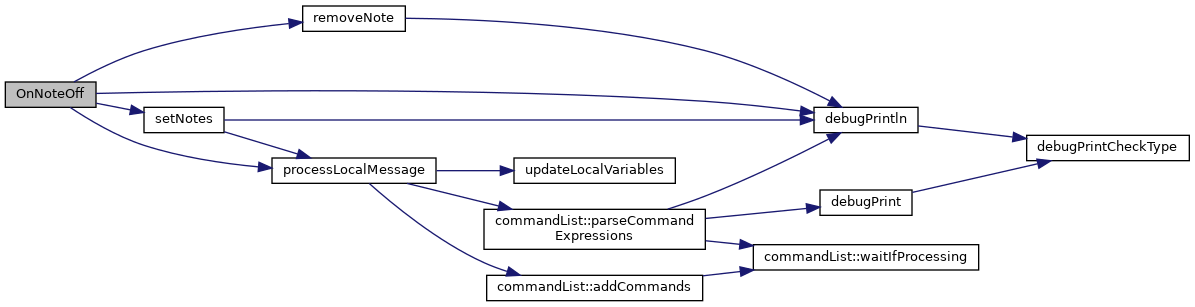 removeNote
OnNoteOff
setNotes
debugPrintln
debugPrintCheckType
processLocalMessage
updateLocalVariables
debugPrint
commandList::parseCommand
Expressions
commandList::waitIfProcessing
commandList::addCommands